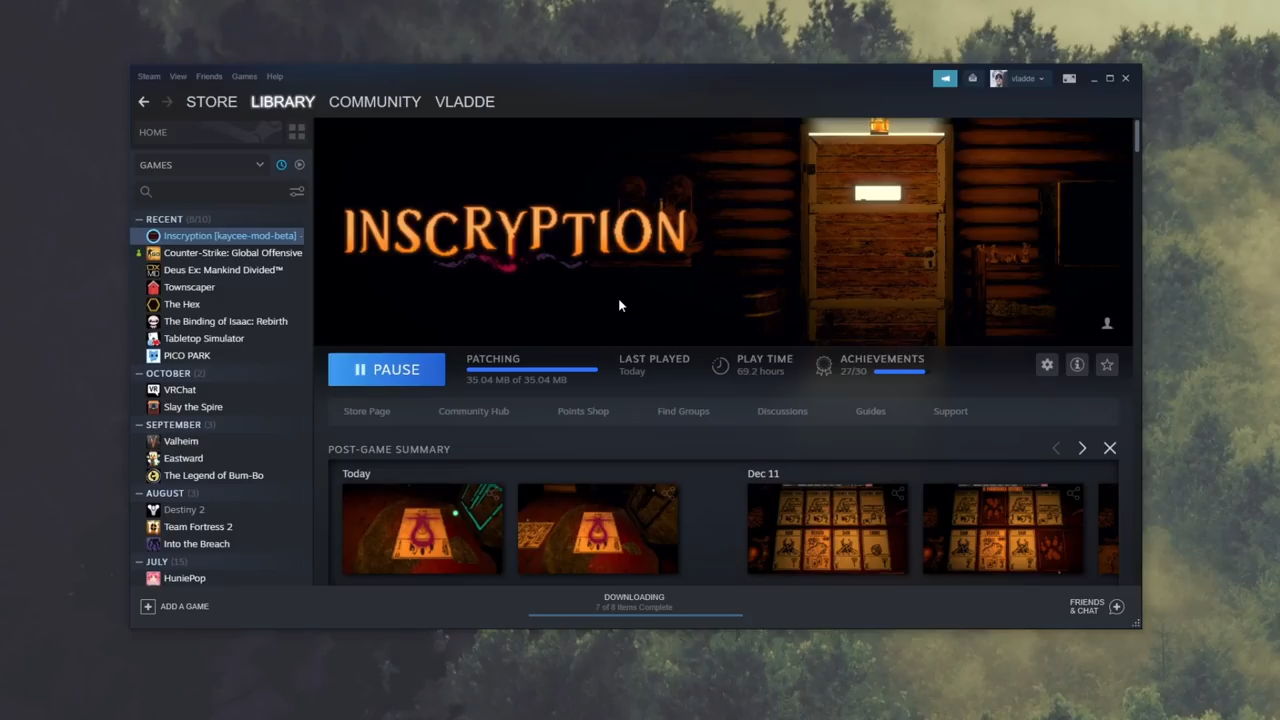 Steam View Friends Games Help
vladde
STORE LIBRARY COMMUNITY VLADDE
HOME
GAMES
RECENT (8/10)
Inscryption [kaycee-mod-beta] -
Counter-Strike: Global Offensive
Deus Ex: Mankind Divided™
Townscaper
The Hex
The Binding of Isaac: Rebirth
Tabletop Simulator
PICO PARK
OCTOBER (2)
VRChat
Slay the Spire
SEPTEMBER (3)
Valheim
Eastward
The Legend of Bum-Bo
AUGUST (3)
Destiny 2
Team Fortress 2
Into the Breach
JULY (15)
HuniePop
INSCRYPTION
PAUSE
PATCHING
35.04 MB of 35.04 MB
LAST PLAYED
Today
PLAY TIME
69.2 hours
ACHIEVEMENTS
27/30
Store Page Community Hub Points Shop Find Groups Discussions Guides Support
POST-GAME SUMMARY
Today
Dec 11
ADD A GAME
DOWNLOADING
7 of 8 Items Complete
FRIENDS
& CHAT